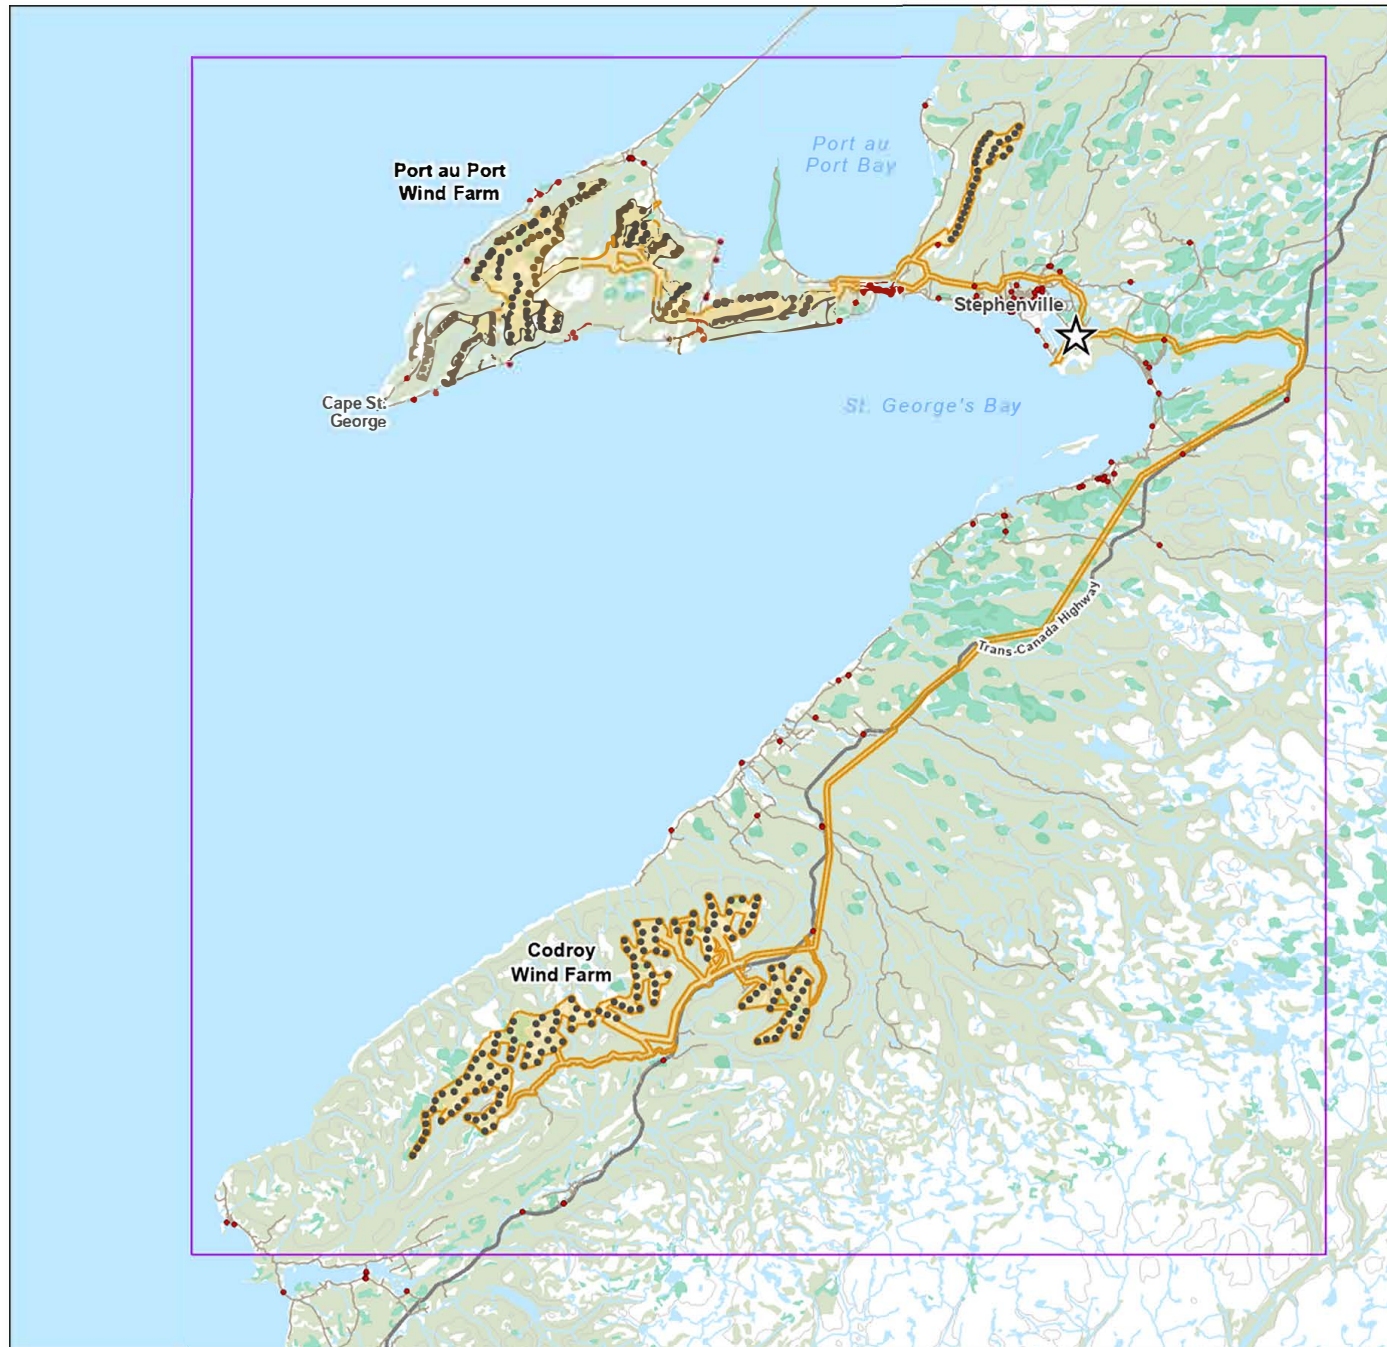 Port au
Port Bay
Port au Port
Wind Farm
Stephenville
Cape St.
George
St. George's Bay
Trans-Canada Highway
Codroy
Wind Farm